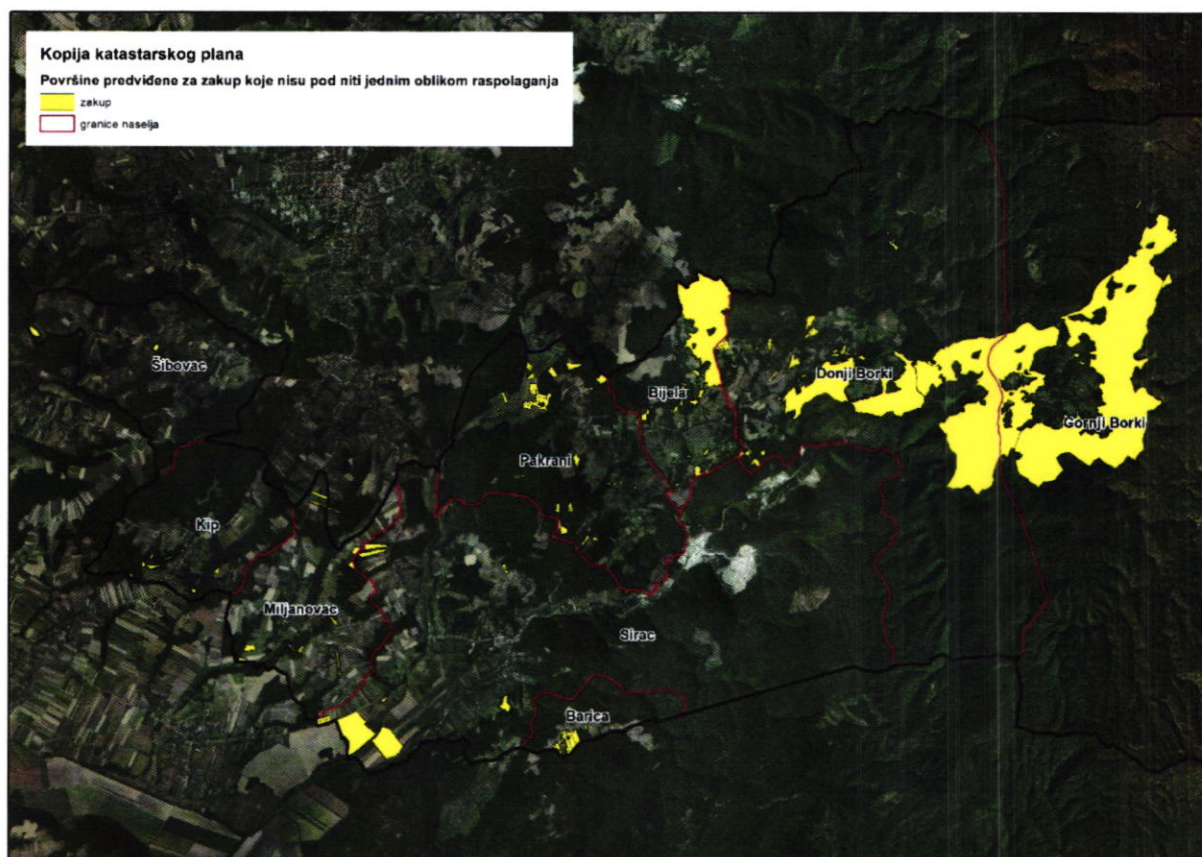 Kopija katastarskog plana
Površine predviđene za zakup koje nisu pod niti jednim oblikom raspolaganja
zakup
granice naselja
Šibovac
Donji Borki
Bijela
Gornji Borki
Pakrani
Kip
Miljanovac
Sirac
Barica